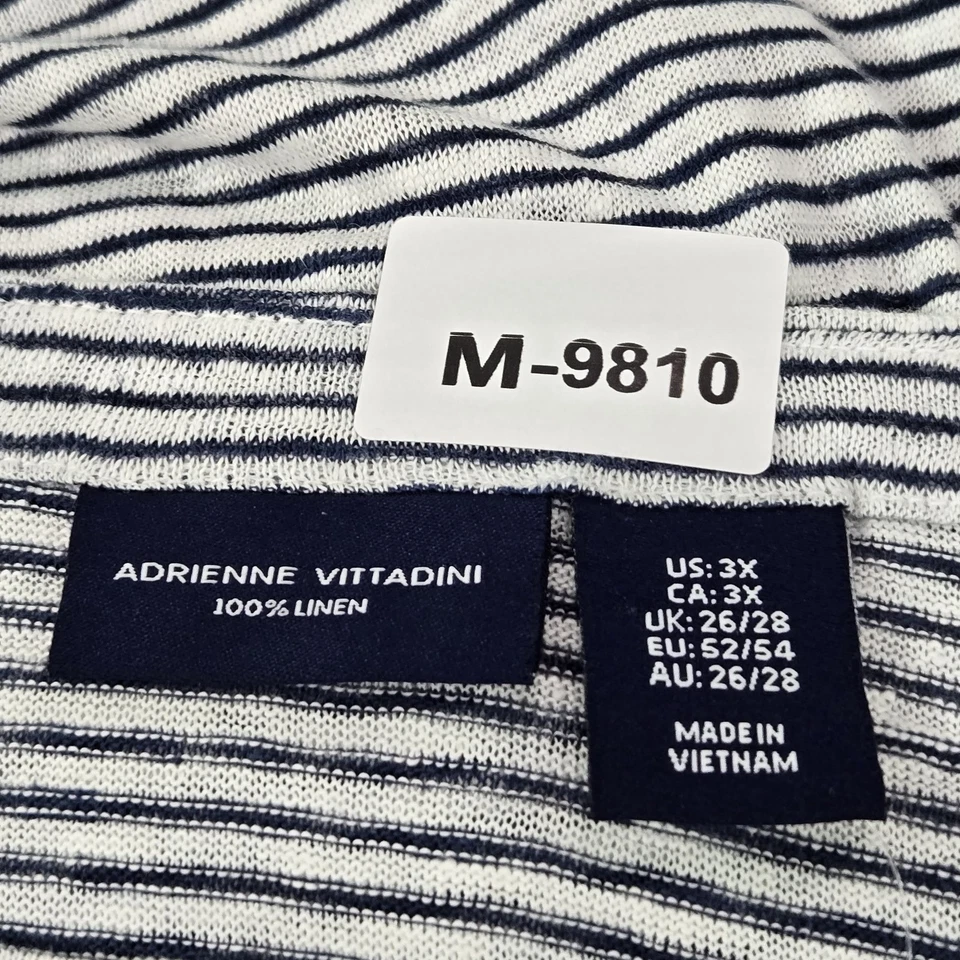 M-9810
ADRIENNE VITTADINI
100% LINEN
US: 3X
CA: 3X
UK: 26/28
EU: 52/54
AU: 26/28
MADE IN
VIETNAM